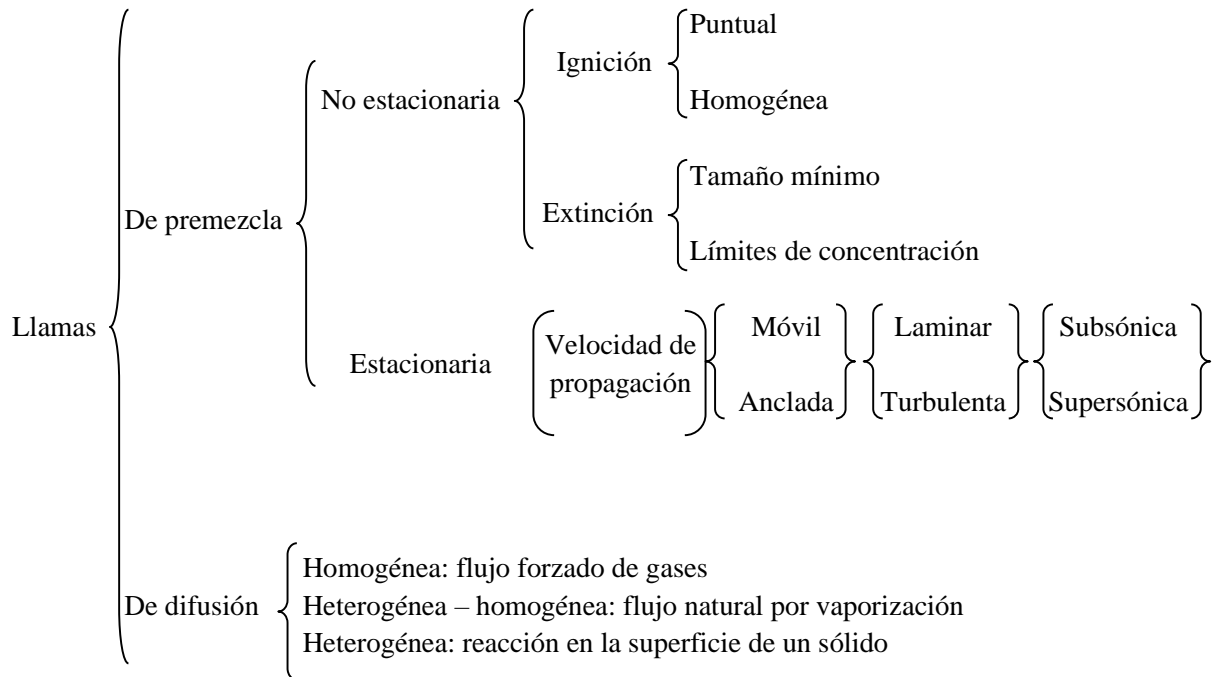 Llamas
De premezcla
No estacionaria
Ignición
Puntual
Homogénea
Extinción
Tamaño mínimo
Límites de concentración
Estacionaria
Velocidad de
propagación
Móvil
Anclada
Laminar
Turbulenta
Subsónica
Supersónica
De difusión
Homogénea: flujo forzado de gases
Heterogénea – homogénea: flujo natural por vaporización
Heterogénea: reacción en la superficie de un sólido